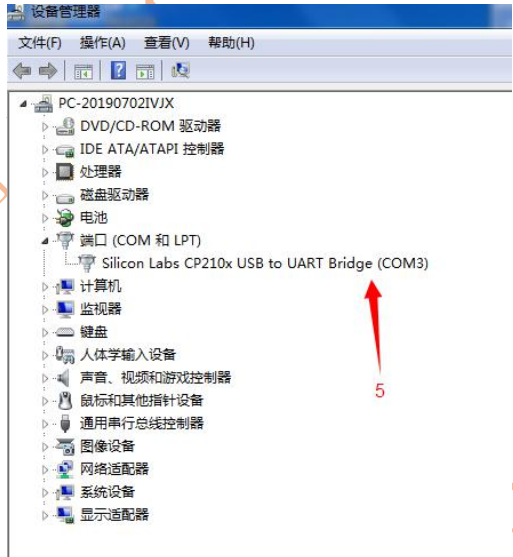 设备管理器
文件(F) 操作(A) 查看(V) 帮助(H)
PC-20190702IVJX
DVD/CD-ROM 驱动器
IDE ATA/ATAPI 控制器
处理器
磁盘驱动器
电池
端口 (COM 和 LPT)
Silicon Labs CP210x USB to UART Bridge (COM3)
计算机
监视器
键盘
人体学输入设备
声音、视频和游戏控制器
5
鼠标和其他指针设备
通用串行总线控制器
图像设备
网络适配器
系统设备
显示适配器